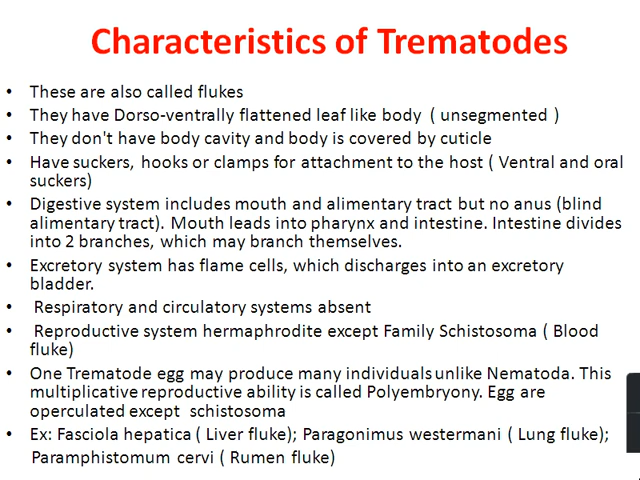 Characteristics of Trematodes
• These are also called flukes
• They have Dorso-ventrally flattened leaf like body ( unsegmented )
• They don't have body cavity and body is covered by cuticle
• Have suckers, hooks or clamps for attachment to the host ( Ventral and oral
suckers)
• Digestive system includes mouth and alimentary tract but no anus (blind
alimentary tract). Mouth leads into pharynx and intestine. Intestine divides
into 2 branches, which may branch themselves.
• Excretory system has flame cells, which discharges into an excretory
bladder.
• Respiratory and circulatory systems absent
• Reproductive system hermaphrodite except Family Schistosoma ( Blood
fluke)
• One Trematode egg may produce many individuals unlike Nematoda. This
multiplicative reproductive ability is called Polyembryony. Egg are
operculated except schistosoma
• Ex: Fasciola hepatica ( Liver fluke); Paragonimus westermani ( Lung fluke);
Paramphistomum cervi ( Rumen fluke)